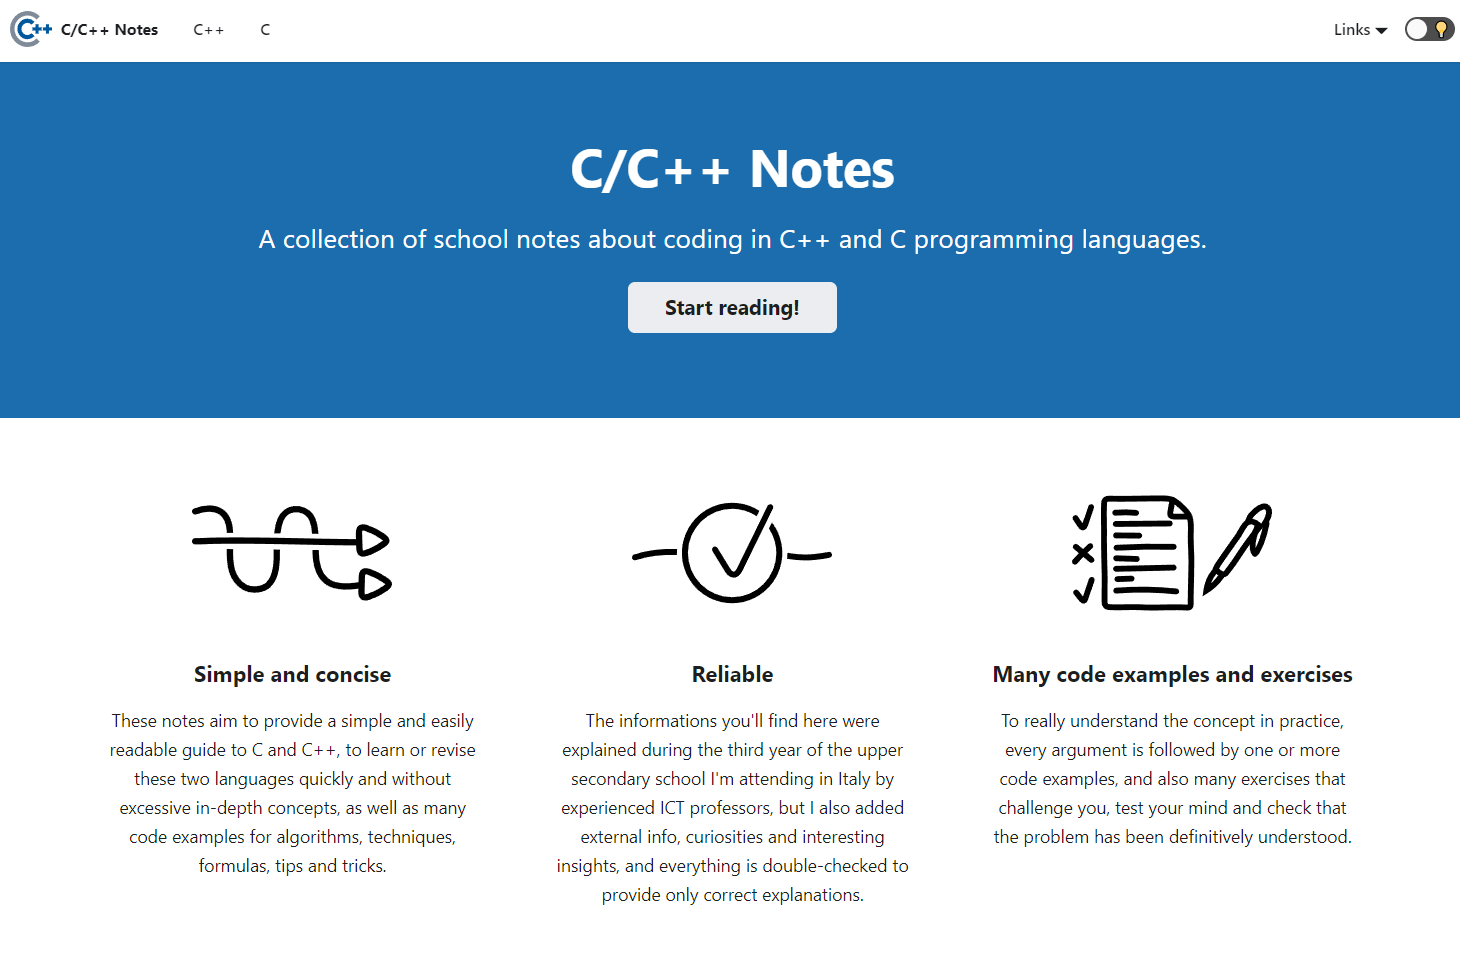 C++ C/C++ Notes C++ C Links
C/C++ Notes
A collection of school notes about coding in C++ and C programming languages.
Start reading!
Simple and concise
These notes aim to provide a simple and easily
readable guide to C and C++, to learn or revise
these two languages quickly and without
excessive in-depth concepts, as well as many
code examples for algorithms, techniques,
formulas, tips and tricks.
Reliable
The informations you'll find here were
explained during the third year of the upper
secondary school I'm attending in Italy by
experienced ICT professors, but I also added
external info, curiosities and interesting
insights, and everything is double-checked to
provide only correct explanations.
Many code examples and exercises
To really understand the concept in practice,
every argument is followed by one or more
code examples, and also many exercises that
challenge you, test your mind and check that
the problem has been definitively understood.